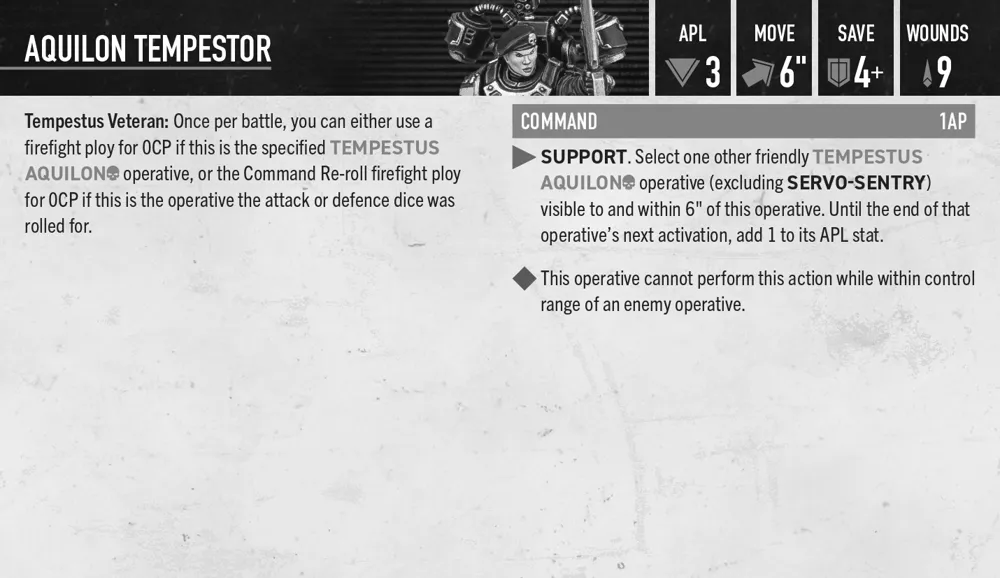 AQUILON TEMPESTOR
APL
3
MOVE
6"
SAVE
4+
WOUNDS
9
Tempestus Veteran: Once per battle, you can either use a
firefight ploy for 0CP if this is the specified TEMPESTUS
AQUILON operative, or the Command Re-roll firefight ploy
for 0CP if this is the operative the attack or defence dice was
rolled for.
COMMAND 1AP
SUPPORT. Select one other friendly TEMPESTUS
AQUILON operative (excluding SERVO-SENTRY)
visible to and within 6" of this operative. Until the end of that
operative's next activation, add 1 to its APL stat.
This operative cannot perform this action while within control
range of an enemy operative.